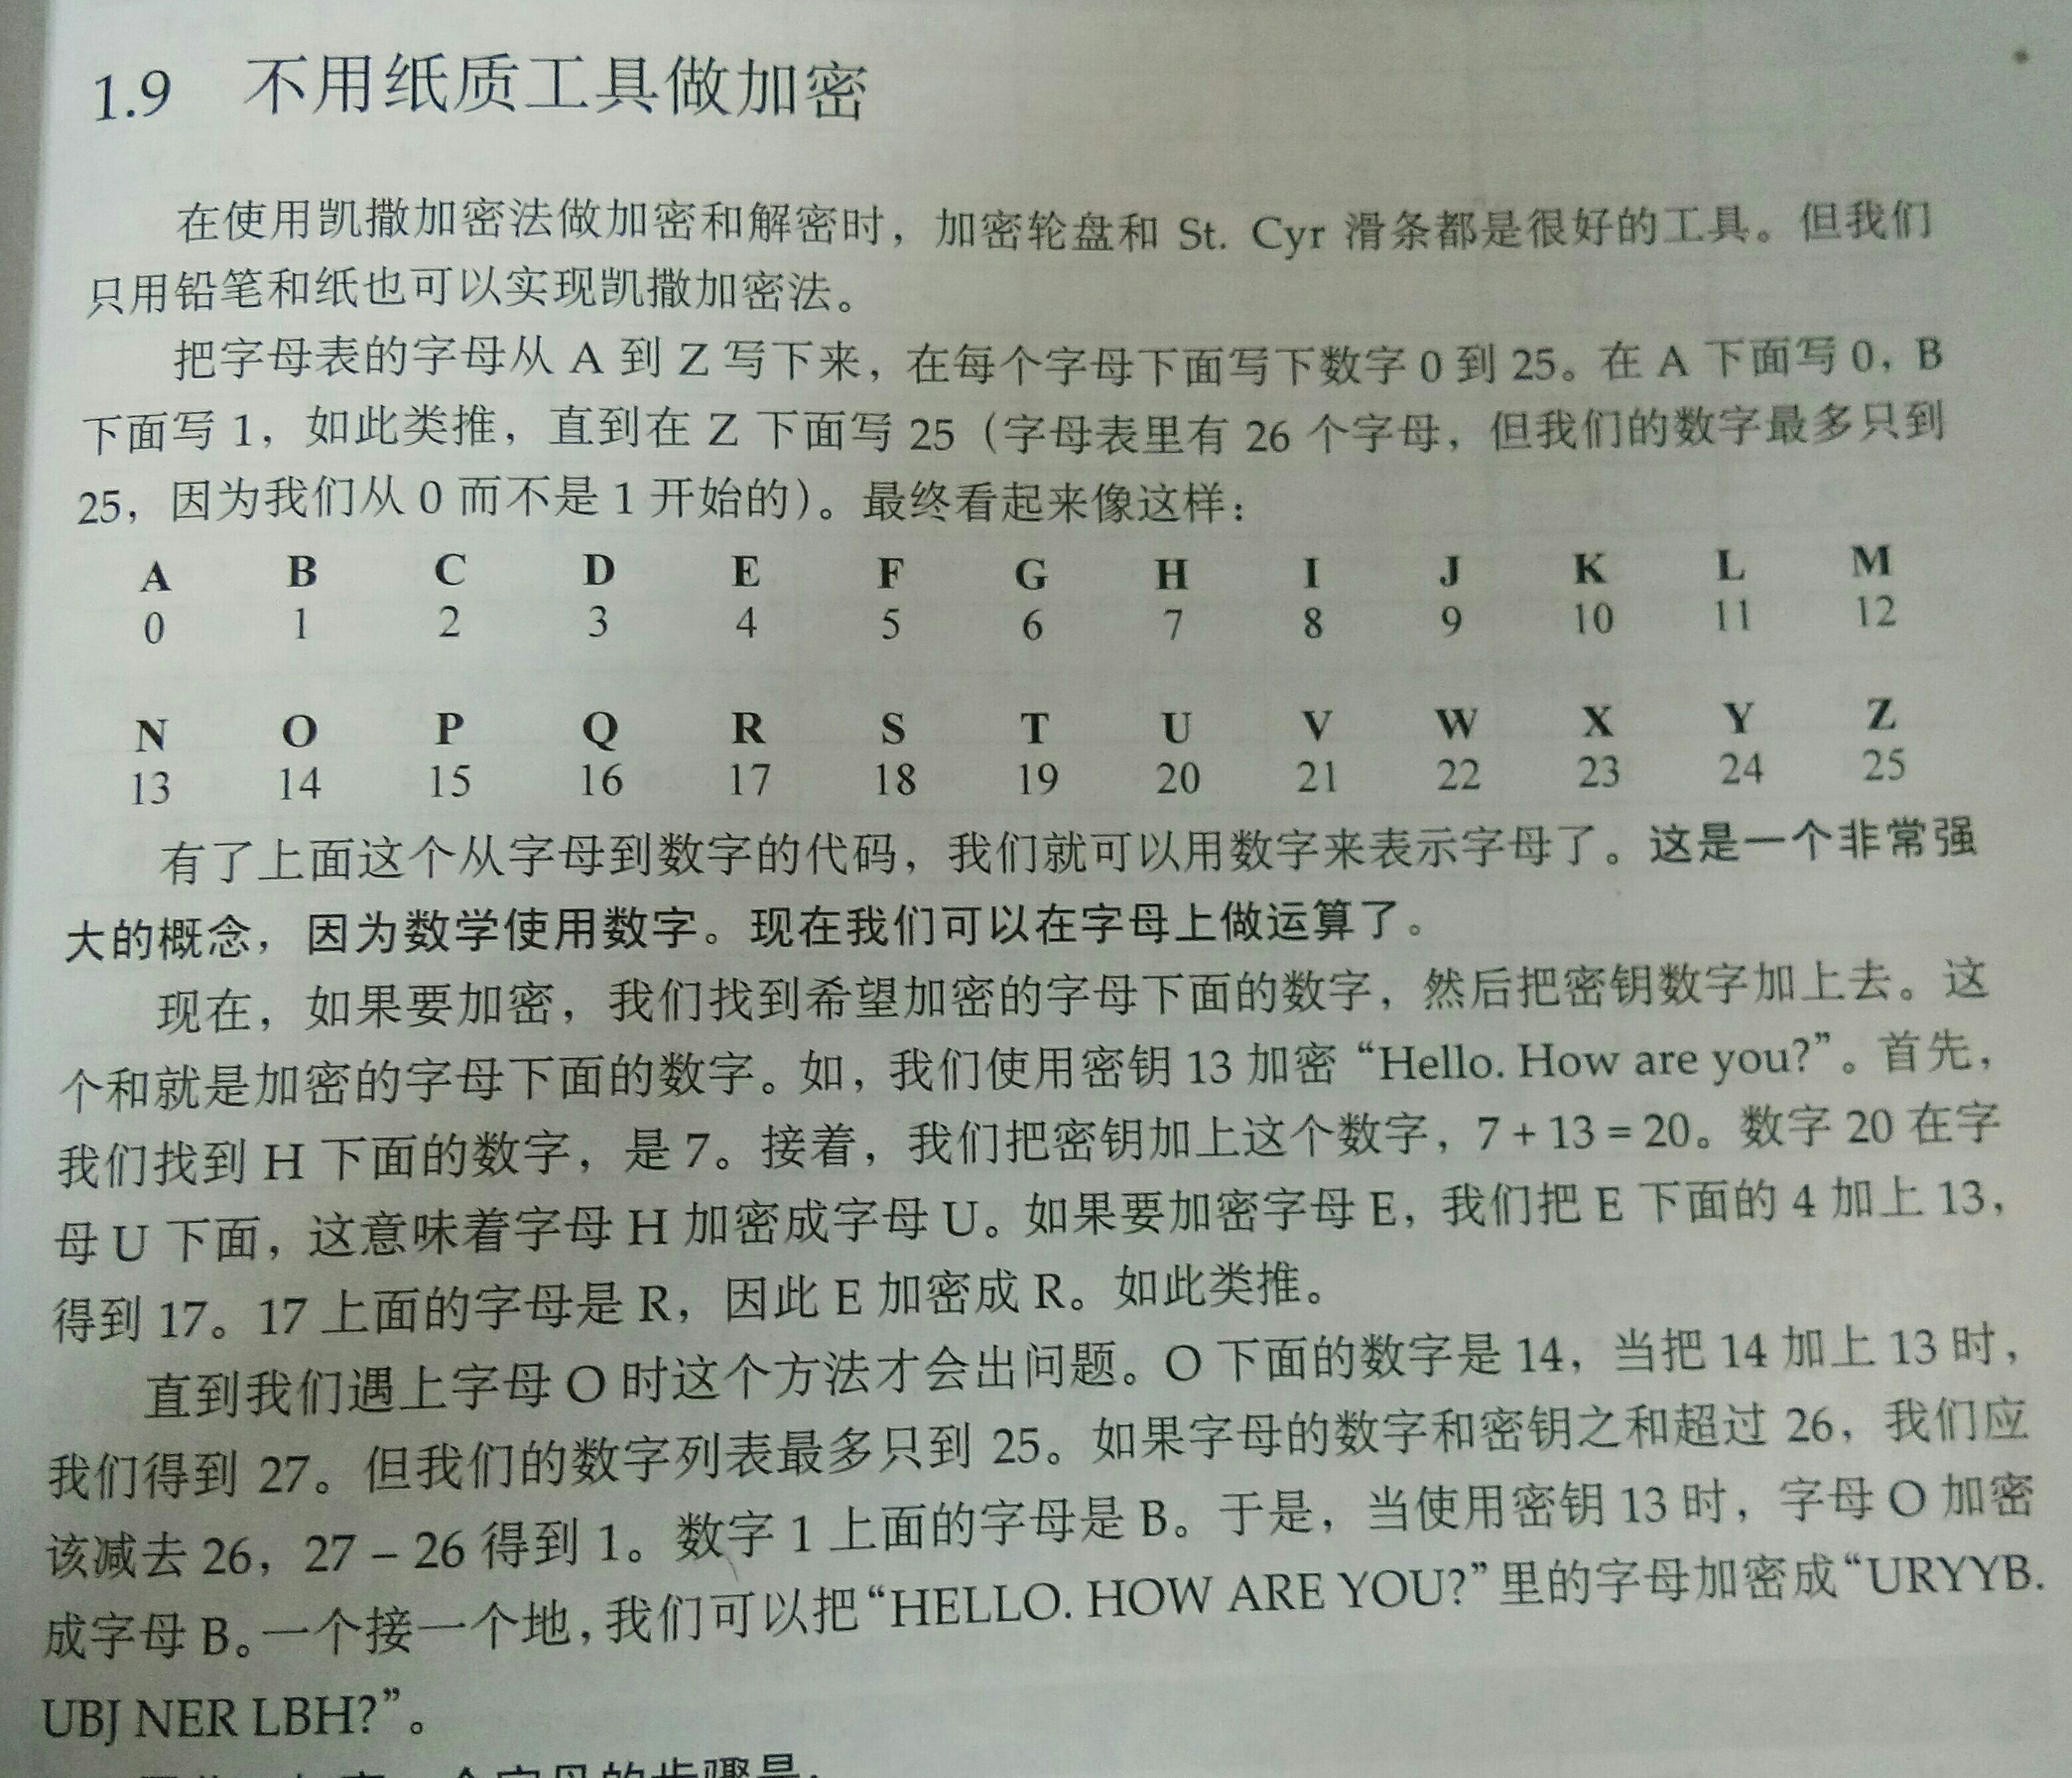 1.9 不用纸质工具做加密
在使用凯撒加密法做加密和解密时，加密轮盘和 St. Cyr 滑条都是很好的工具。但我们
只用铅笔和纸也可以实现凯撒加密法。
把字母表的字母从 A 到 Z 写下来，在每个字母下面写下数字 0 到 25。在 A 下面写 0，B
下面写 1，如此类推，直到在 Z 下面写 25（字母表里有 26 个字母，但我们的数字最多只到
25，因为我们从 0 而不是 1 开始的）。最终看起来像这样：
A B C D E F G H I J K L M
0 1 2 3 4 5 6 7 8 9 10 11 12
N O P Q R S T U V W X Y Z
13 14 15 16 17 18 19 20 21 22 23 24 25
有了上面这个从字母到数字的代码，我们就可以用数字来表示字母了。这是一个非常强
大的概念，因为数学使用数字。现在我们可以在字母上做运算了。
现在，如果要加密，我们找到希望加密的字母下面的数字，然后把密钥数字加上去。这
个和就是加密的字母下面的数字。如，我们使用密钥 13 加密“Hello. How are you?”。首先，
我们找到 H 下面的数字，是 7。接着，我们把密钥加上这个数字，7 + 13 = 20。数字 20 在字
母 U 下面，这意味着字母 H 加密成字母 U。如果要加密字母 E，我们把 E 下面的 4 加上 13，
得到 17。17 上面的字母是 R，因此 E 加密成 R。如此类推。
直到我们遇上字母 O 时这个方法才会出问题。O 下面的数字是 14，当把 14 加上 13 时，
我们得到 27。但我们的数字列表最多只到 25。如果字母的数字和密钥之和超过 26，我们应
该减去 26，27 – 26 得到 1。数字 1 上面的字母是 B。于是，当使用密钥 13 时，字母 O 加密
成字母 B。一个接一个地，我们可以把“HELLO. HOW ARE YOU?”里的字母加密成“URYYB.
UBJ NER LBH?”。